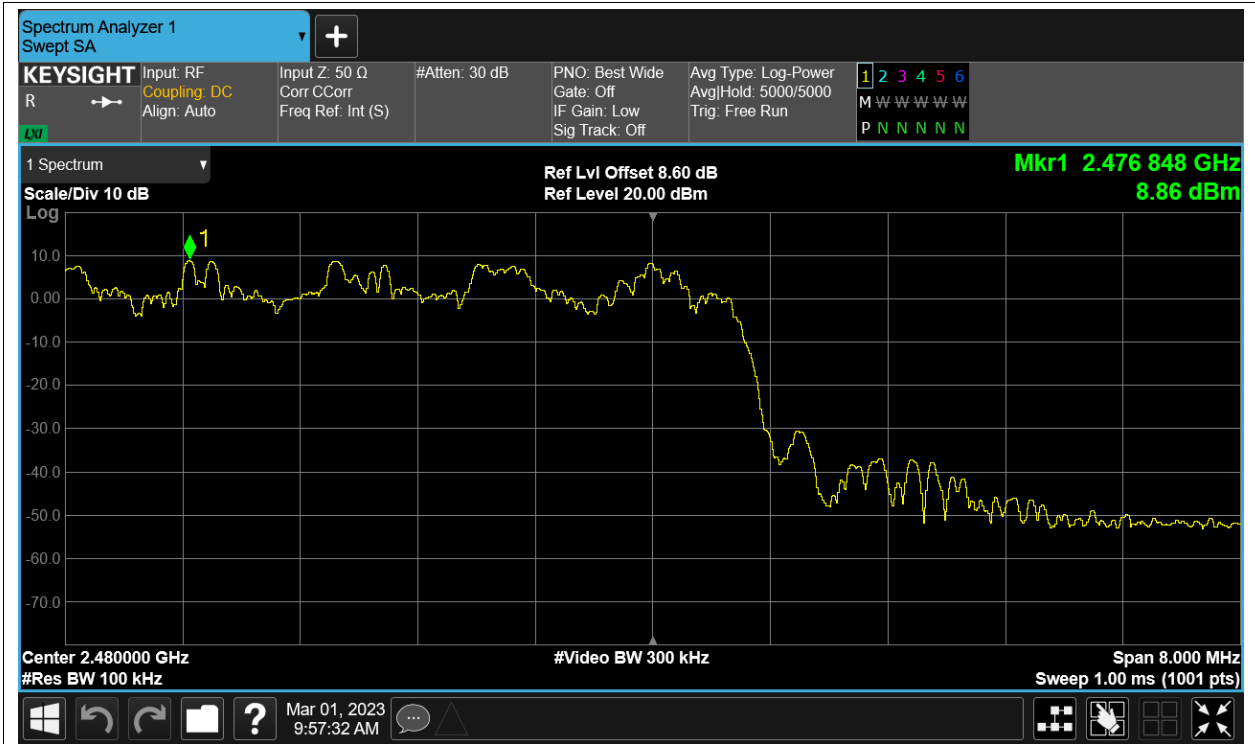 Spectrum Analyzer 1
Swept SA
+
KEYSIGHT
R
LXI
Input: RF
Coupling: DC
Align: Auto
Input Z: 50 Ω
Corr CCorr
Freq Ref: Int (S)
#Atten: 30 dB
PNO: Best Wide
Gate: Off
IF Gain: Low
Sig Track: Off
Avg Type: Log-Power
Avg|Hold: 5000/5000
Trig: Free Run
1 2 3 4 5 6
M W W W W W
P N N N N N
1 Spectrum
Scale/Div 10 dB
Log
Ref Lvl Offset 8.60 dB
Ref Level 20.00 dBm
Mkr1 2.476 848 GHz
8.86 dBm
1
10.0
0.00
-10.0
-20.0
-30.0
-40.0
-50.0
-60.0
-70.0
Center 2.480000 GHz
#Res BW 100 kHz
#Video BW 300 kHz
Span 8.000 MHz
Sweep 1.00 ms (1001 pts)
?
Mar 01, 2023
9:57:32 AM